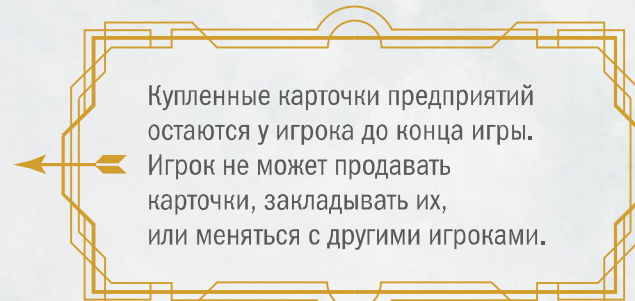 Купленные карточки предприятий
остаются у игрока до конца игры.
Игрок не может продавать
карточки, закладывать их,
или меняться с другими игроками.